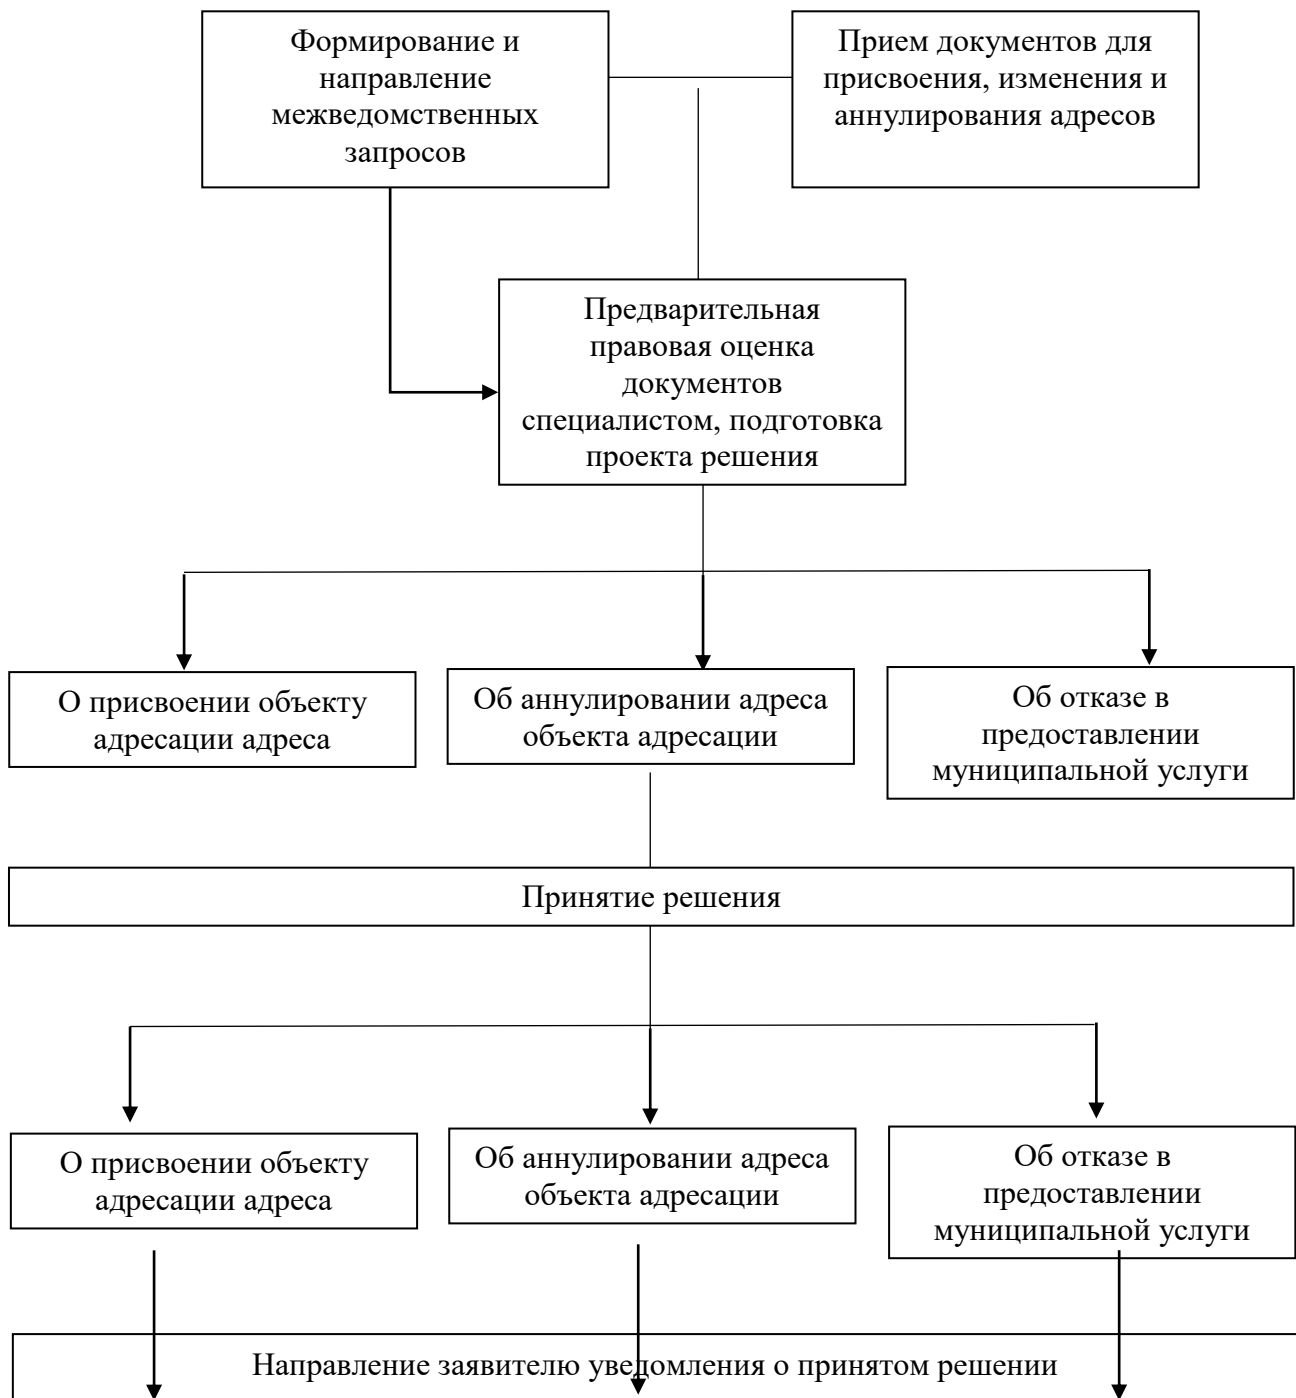 Формирование и
направление
межведомственных
запросов
Прием документов для
присвоения, изменения и
аннулирования адресов
Предварительная
правовая оценка
документов
специалистом, подготовка
проекта решения
О присвоении объекту
адресации адреса
Об аннулировании адреса
объекта адресации
Об отказе в
предоставлении
муниципальной услуги
Принятие решения
О присвоении объекту
адресации адреса
Об аннулировании адреса
объекта адресации
Об отказе в
предоставлении
муниципальной услуги
Направление заявителю уведомления о принятом решении